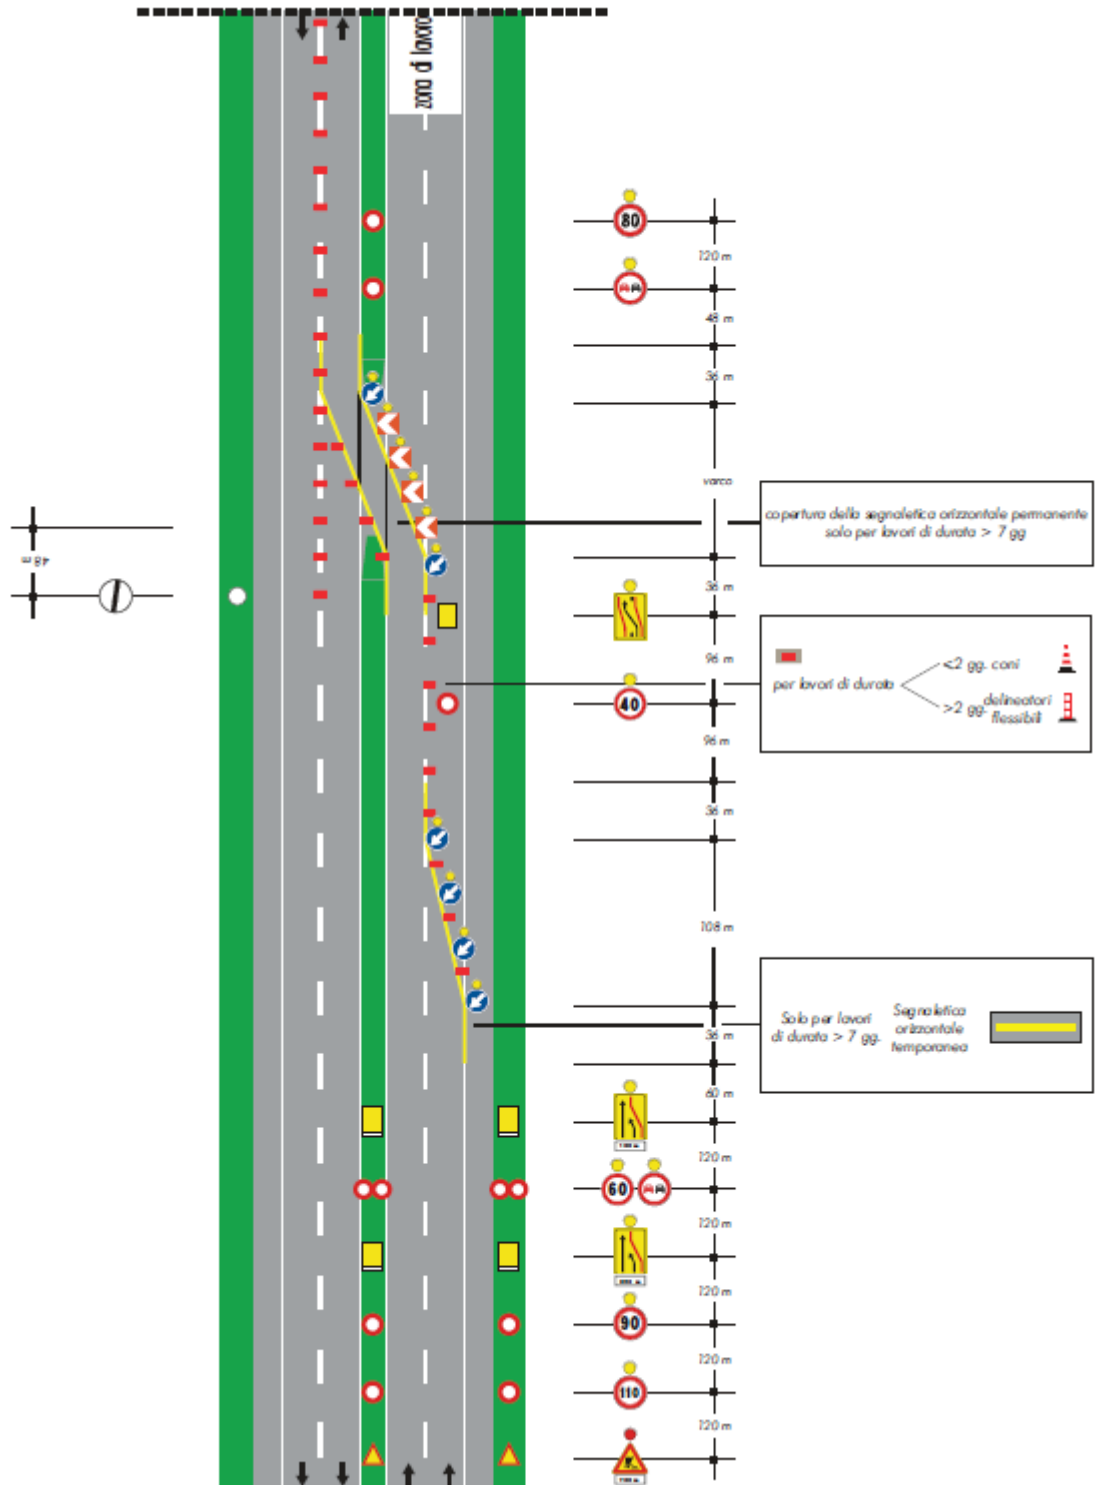 zona di lavoro
80
120 m
48 m
36 m
varco
copertura della segnaletica orizzontale permanente
solo per lavori di durata > 7 gg
48 m
36 m
96 m
<2 gg. coni
per lavori di durata
>2 gg. delineatori
flessibili
40
96 m
36 m
108 m
Solo per lavori
di durata > 7 gg.
Segnaletica
orizzontale
temporanea
36 m
60 m
120 m
60
120 m
120 m
90
120 m
110
120 m